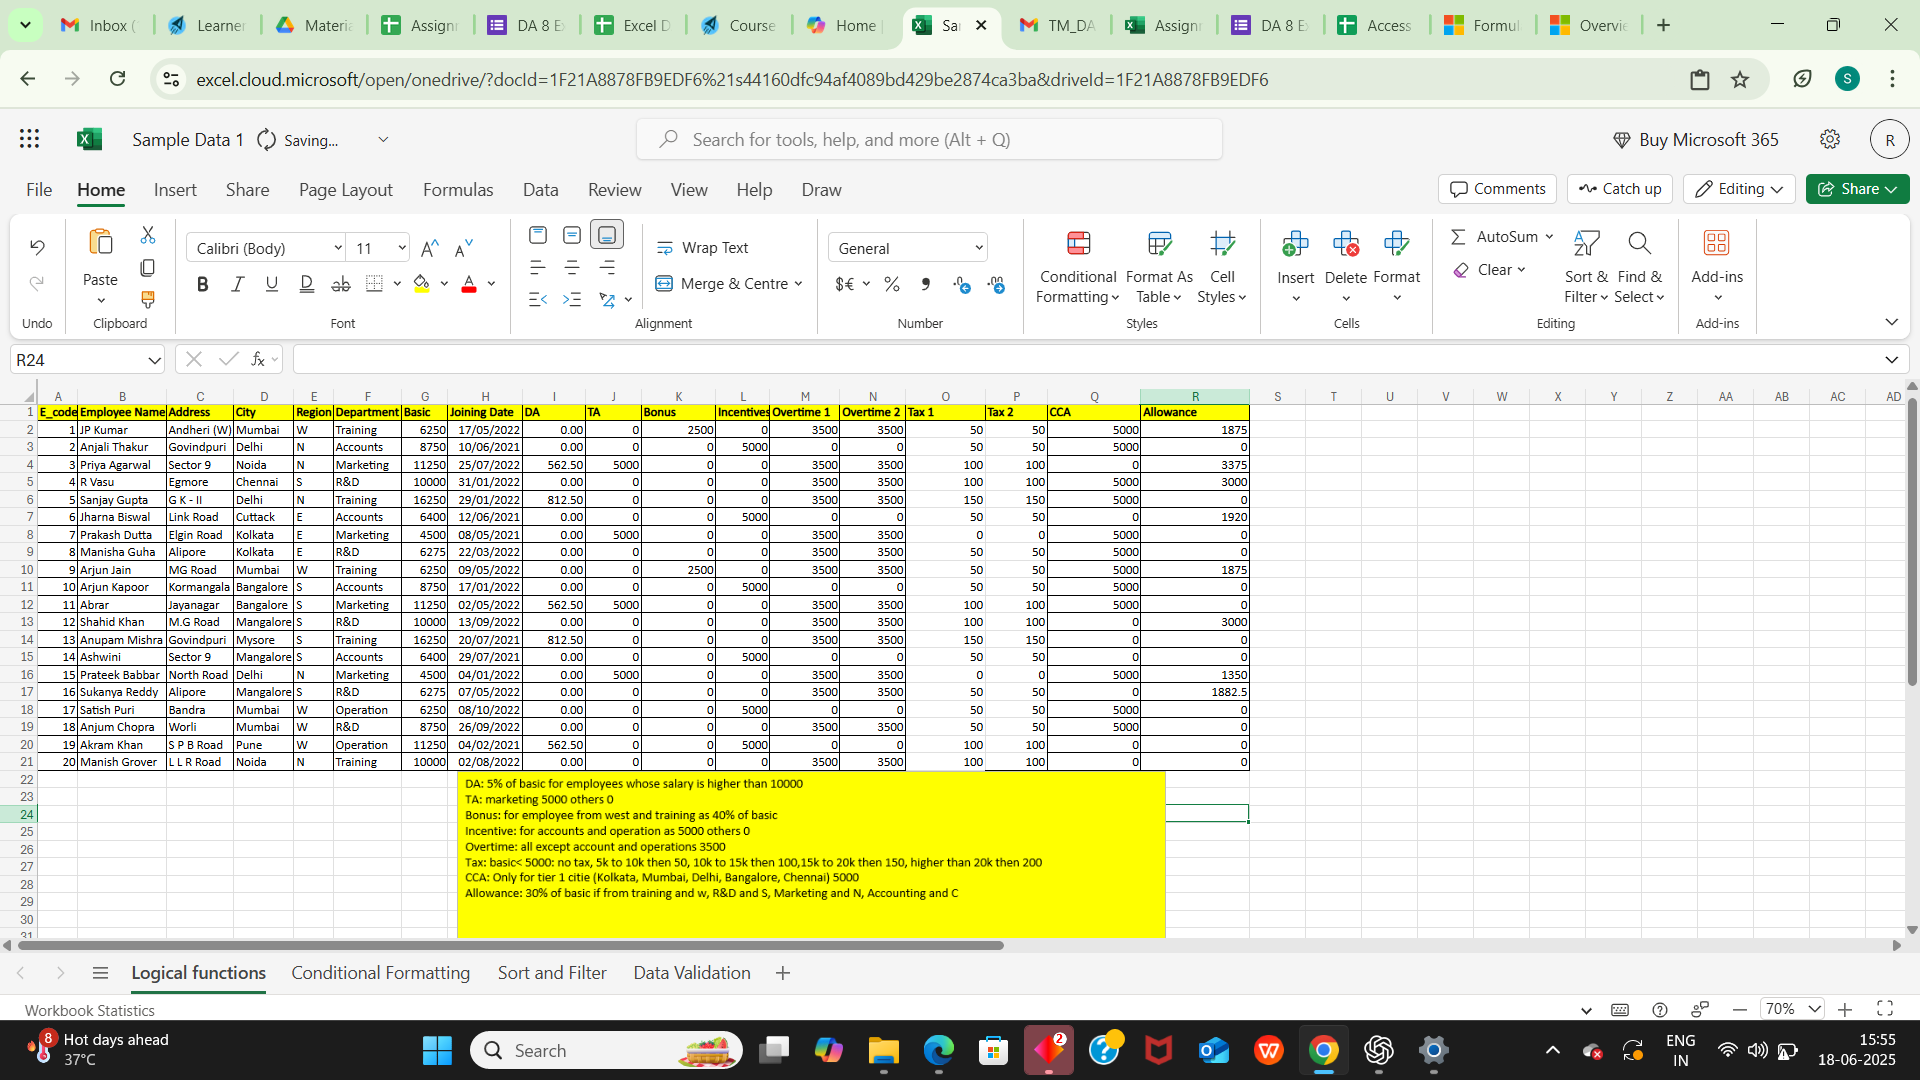 Inbox (
Learner
Materia
Assignr
DA 8 E
Excel D
Course
Home
Sa
TM_DA
Assignr
DA 8 E
Access
Formul
Overvie
excel.cloud.microsoft/open/onedrive/?docId=1F21A8878FB9EDF6%21s44160dfc94af4089bd429be2874ca3ba&driveId=1F21A8878FB9EDF6
S
Sample Data 1 Saving...
Search for tools, help, and more (Alt + Q)
Buy Microsoft 365
R
File Home Insert Share Page Layout Formulas Data Review View Help Draw
Comments Catch up Editing Share
Calibri (Body) 11
Wrap Text
General
AutoSum
Paste
Merge & Centre
Conditional Formatting
Format As Table
Cell Styles
Insert Delete Format
Clear
Sort & Filter
Find & Select
Add-ins
Undo Clipboard Font Alignment Number Styles Cells Editing Add-ins
R24
fx
A B C D E F G H I J K L M N O P Q R S T U V W X Y Z AA AB AC AD
1 E_code Employee Name Address City Region Department Basic Joining Date DA TA Bonus Incentives Overtime 1 Overtime 2 Tax 1 Tax 2 CCA Allowance
2 1 JP Kumar Andheri (W) Mumbai W Training 6250 17/05/2022 0.00 0 2500 0 3500 3500 50 50 5000 1875
3 2 Anjali Thakur Govindpuri Delhi N Accounts 8750 10/06/2021 0.00 0 0 5000 0 0 50 50 5000 0
4 3 Priya Agarwal Sector 9 Noida N Marketing 11250 25/07/2022 562.50 5000 0 0 3500 3500 100 100 0 3375
5 4 R Vasu Egmore Chennai S R&D 10000 31/01/2022 0.00 0 0 0 3500 3500 100 100 5000 3000
6 5 Sanjay Gupta G K - II Delhi N Training 16250 29/01/2022 812.50 0 0 0 3500 3500 150 150 5000 0
7 6 Jharna Biswal Link Road Cuttack E Accounts 6400 12/06/2021 0.00 0 0 5000 0 0 50 50 0 1920
8 7 Prakash Dutta Elgin Road Kolkata E Marketing 4500 08/05/2021 0.00 5000 0 0 3500 3500 0 0 5000 0
9 8 Manisha Guha Alipore Kolkata E R&D 6275 22/03/2022 0.00 0 0 0 3500 3500 50 50 5000 0
10 9 Arjun Jain MG Road Mumbai W Training 6250 09/05/2022 0.00 0 2500 0 3500 3500 50 50 5000 1875
11 10 Arjun Kapoor Kormangala Bangalore S Accounts 8750 17/01/2022 0.00 0 0 5000 0 0 50 50 5000 0
12 11 Abrar Jayanagar Bangalore S Marketing 11250 02/05/2022 562.50 5000 0 0 3500 3500 100 100 5000 0
13 12 Shahid Khan M.G Road Mangalore S R&D 10000 13/09/2022 0.00 0 0 0 3500 3500 100 100 0 3000
14 13 Anupam Mishra Govindpuri Mysore S Training 16250 20/07/2021 812.50 0 0 0 3500 3500 150 150 0 0
15 14 Ashwini Sector 9 Mangalore S Accounts 6400 29/07/2021 0.00 0 0 5000 0 0 50 50 0 0
16 15 Prateek Babbar North Road Delhi N Marketing 4500 04/01/2022 0.00 5000 0 0 3500 3500 0 0 5000 1350
17 16 Sukanya Reddy Alipore Mangalore S R&D 6275 07/05/2022 0.00 0 0 0 3500 3500 50 50 0 1882.5
18 17 Satish Puri Bandra Mumbai W Operation 6250 08/10/2022 0.00 0 0 5000 0 0 50 50 5000 0
19 18 Anjum Chopra Worli Mumbai W R&D 8750 26/09/2022 0.00 0 0 0 3500 3500 50 50 5000 0
20 19 Akram Khan S P B Road Pune W Operation 11250 04/02/2021 562.50 0 0 5000 0 0 100 100 0 0
21 20 Manish Grover L L R Road Noida N Training 10000 02/08/2022 0.00 0 0 0 3500 3500 100 100 0 0
22
23
24
25
26
27
28
29
30
31
DA: 5% of basic for employees whose salary is higher than 10000
TA: marketing 5000 others 0
Bonus: for employee from west and training as 40% of basic
Incentive: for accounts and operation as 5000 others 0
Overtime: all except account and operations 3500
Tax: basic< 5000: no tax, 5k to 10k then 50, 10k to 15k then 100,15k to 20k then 150, higher than 20k then 200
CCA: Only for tier 1 citie (Kolkata, Mumbai, Delhi, Bangalore, Chennai) 5000
Allowance: 30% of basic if from training and w, R&D and S, Marketing and N, Accounting and C
Logical functions Conditional Formatting Sort and Filter Data Validation
Workbook Statistics
70%
8
Hot days ahead
37°C
Search
2
ENG
IN
15:55
18-06-2025